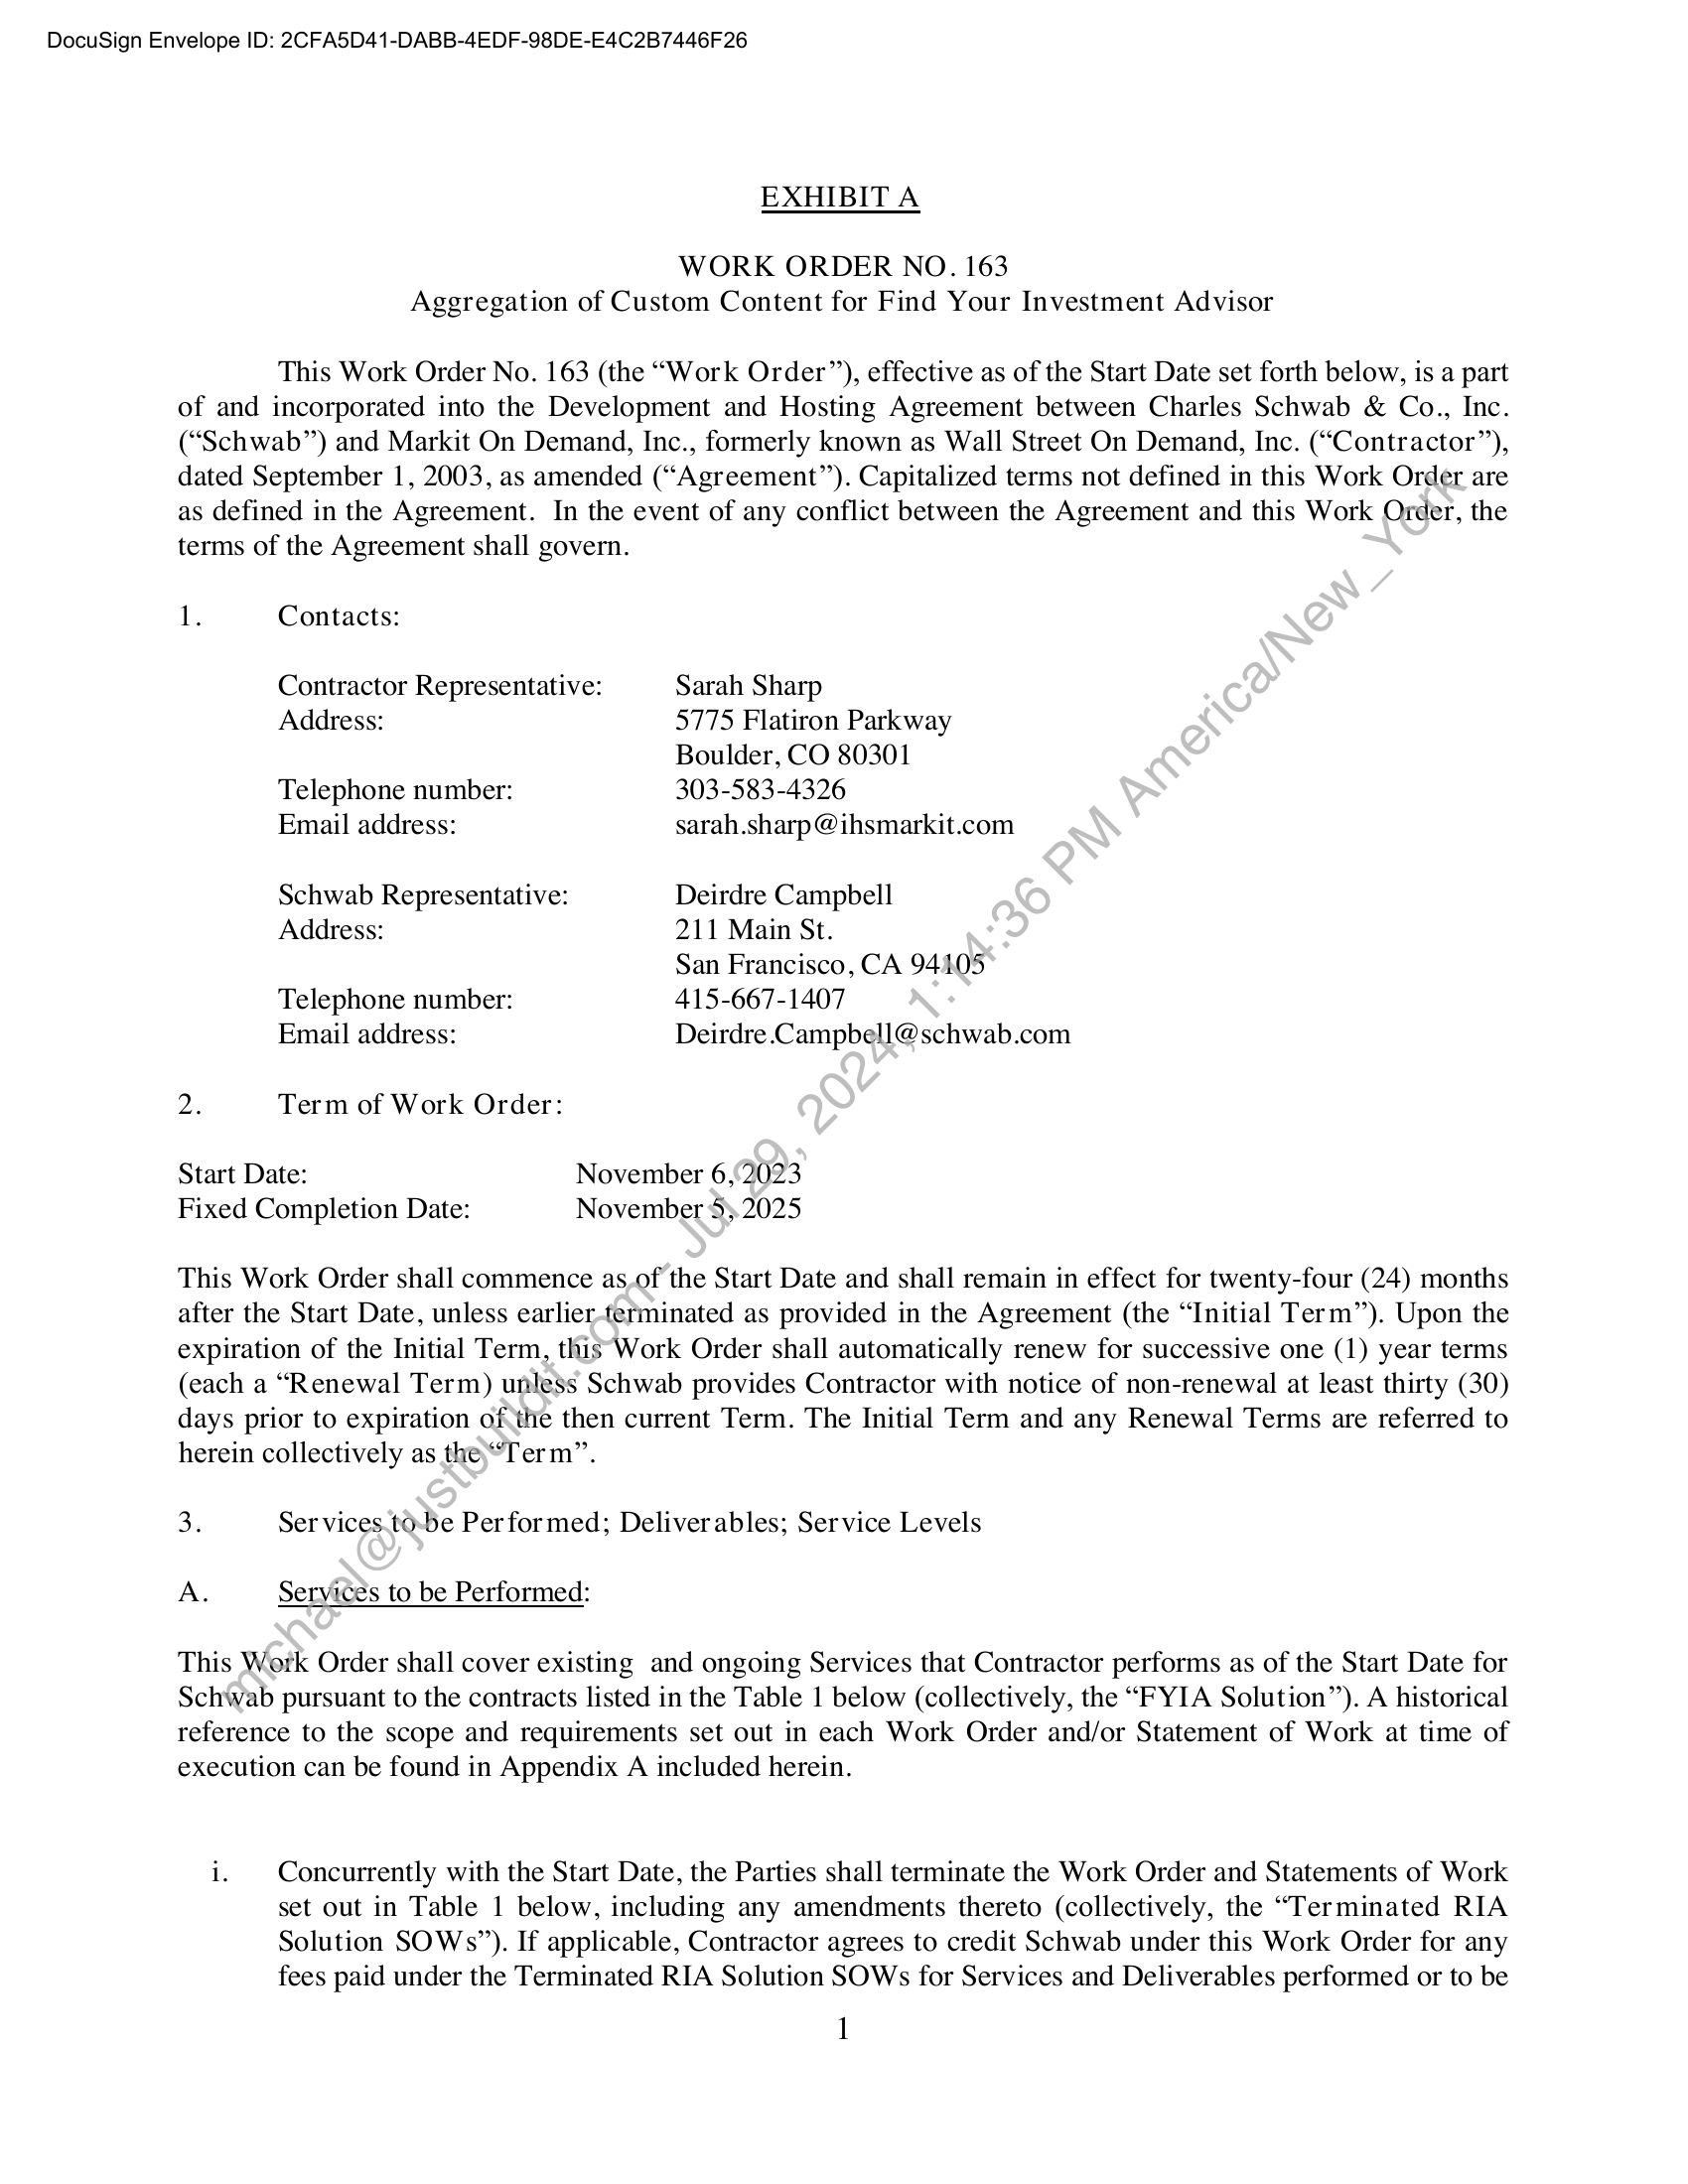 DocuSign Envelope ID: 2CFA5D41-DABB-4EDF-98DE-E4C2B7446F26
EXHIBIT A
WORK ORDER NO. 163
Aggregation of Custom Content for Find Your Investment Advisor
This Work Order No. 163 (the “Work Order”), effective as of the Start Date set forth below, is a part
of and incorporated into the Development and Hosting Agreement between Charles Schwab & Co., Inc.
(“Schwab”) and Markit On Demand, Inc., formerly known as Wall Street On Demand, Inc. (“Contractor”),
dated September 1, 2003, as amended (“Agreement”). Capitalized terms not defined in this Work Order are
as defined in the Agreement.  In the event of any conflict between the Agreement and this Work Order, the
terms of the Agreement shall govern.
1. Contacts:
Contractor Representative: Sarah Sharp
Address: 5775 Flatiron Parkway
Boulder, CO 80301
Telephone number: 303-583-4326
Email address: sarah.sharp@ihsmarkit.com
Schwab Representative: Deirdre Campbell
Address: 211 Main St.
San Francisco, CA 94105
Telephone number: 415-667-1407
Email address: Deirdre.Campbell@schwab.com
2. Term of Work Order:
Start Date: November 6, 2023
Fixed Completion Date: November 5, 2025
This Work Order shall commence as of the Start Date and shall remain in effect for twenty-four (24) months
after the Start Date, unless earlier terminated as provided in the Agreement (the “Initial Term”). Upon the
expiration of the Initial Term, this Work Order shall automatically renew for successive one (1) year terms
(each a “Renewal Term) unless Schwab provides Contractor with notice of non-renewal at least thirty (30)
days prior to expiration of the then current Term. The Initial Term and any Renewal Terms are referred to
herein collectively as the “Term”.
3. Services to be Performed; Deliverables; Service Levels
A. Services to be Performed:
This Work Order shall cover existing  and ongoing Services that Contractor performs as of the Start Date for
Schwab pursuant to the contracts listed in the Table 1 below (collectively, the “FYIA Solution”). A historical
reference to the scope and requirements set out in each Work Order and/or Statement of Work at time of
execution can be found in Appendix A included herein.
i. Concurrently with the Start Date, the Parties shall terminate the Work Order and Statements of Work
set out in Table 1 below, including any amendments thereto (collectively, the “Terminated RIA
Solution SOWs”). If applicable, Contractor agrees to credit Schwab under this Work Order for any
fees paid under the Terminated RIA Solution SOWs for Services and Deliverables performed or to be
1
michael@justbuildit.com - Jul 29, 2024, 1:14:36 PM America/New_York